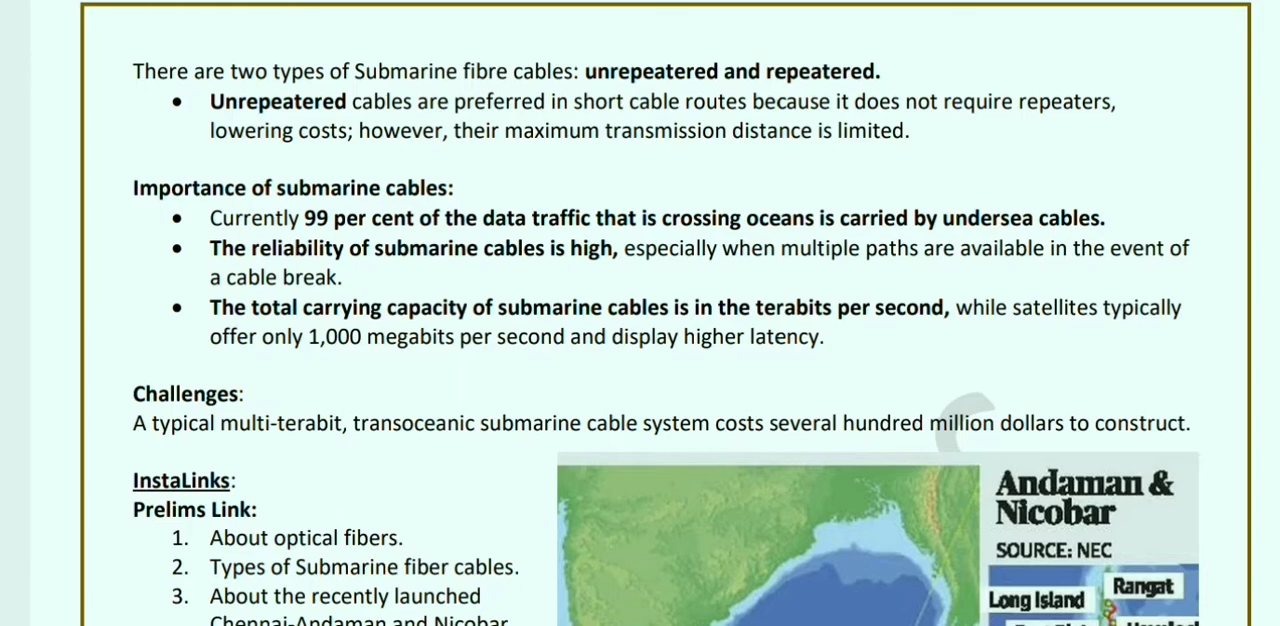 There are two types of Submarine fibre cables: unrepeatered and repeatered.
• Unrepeatered cables are preferred in short cable routes because it does not require repeaters,
lowering costs; however, their maximum transmission distance is limited.
Importance of submarine cables:
• Currently 99 per cent of the data traffic that is crossing oceans is carried by undersea cables.
• The reliability of submarine cables is high, especially when multiple paths are available in the event of
a cable break.
• The total carrying capacity of submarine cables is in the terabits per second, while satellites typically
offer only 1,000 megabits per second and display higher latency.
Challenges:
A typical multi-terabit, transoceanic submarine cable system costs several hundred million dollars to construct.
InstaLinks:
Prelims Link:
1. About optical fibers.
2. Types of Submarine fiber cables.
3. About the recently launched
Chennai-Andaman and Nicobar
Andaman &
Nicobar
SOURCE: NEC
Rangat
Long Island